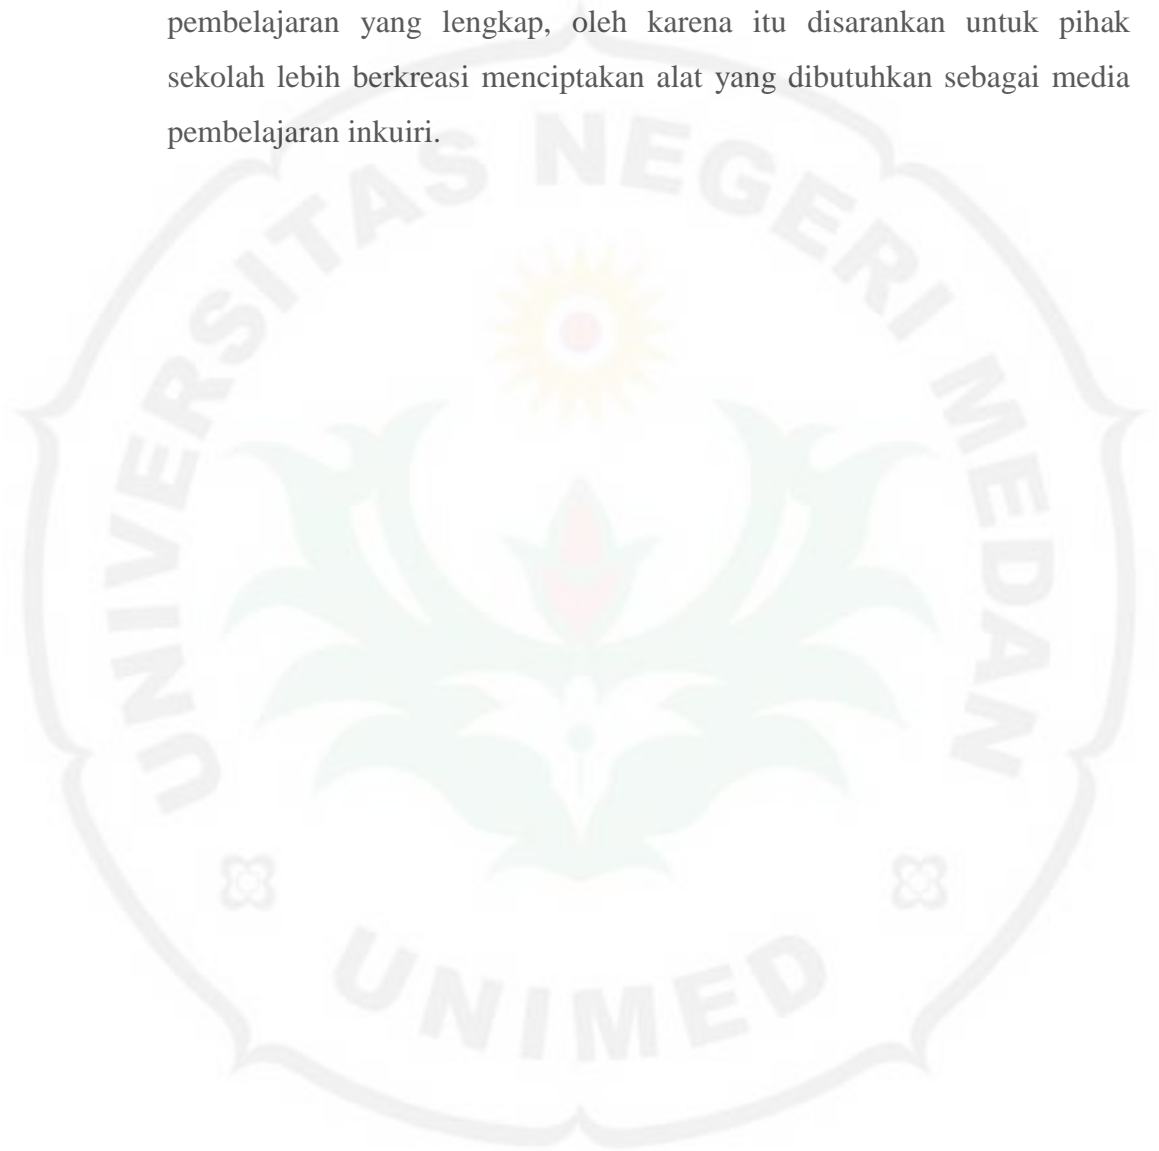 pembelajaran yang lengkap, oleh karena itu disarankan untuk pihak
sekolah lebih berkreasi menciptakan alat yang dibutuhkan sebagai media
pembelajaran inkuiri.
UNIVERSITAS NEGERI MEDAN
UNIMED